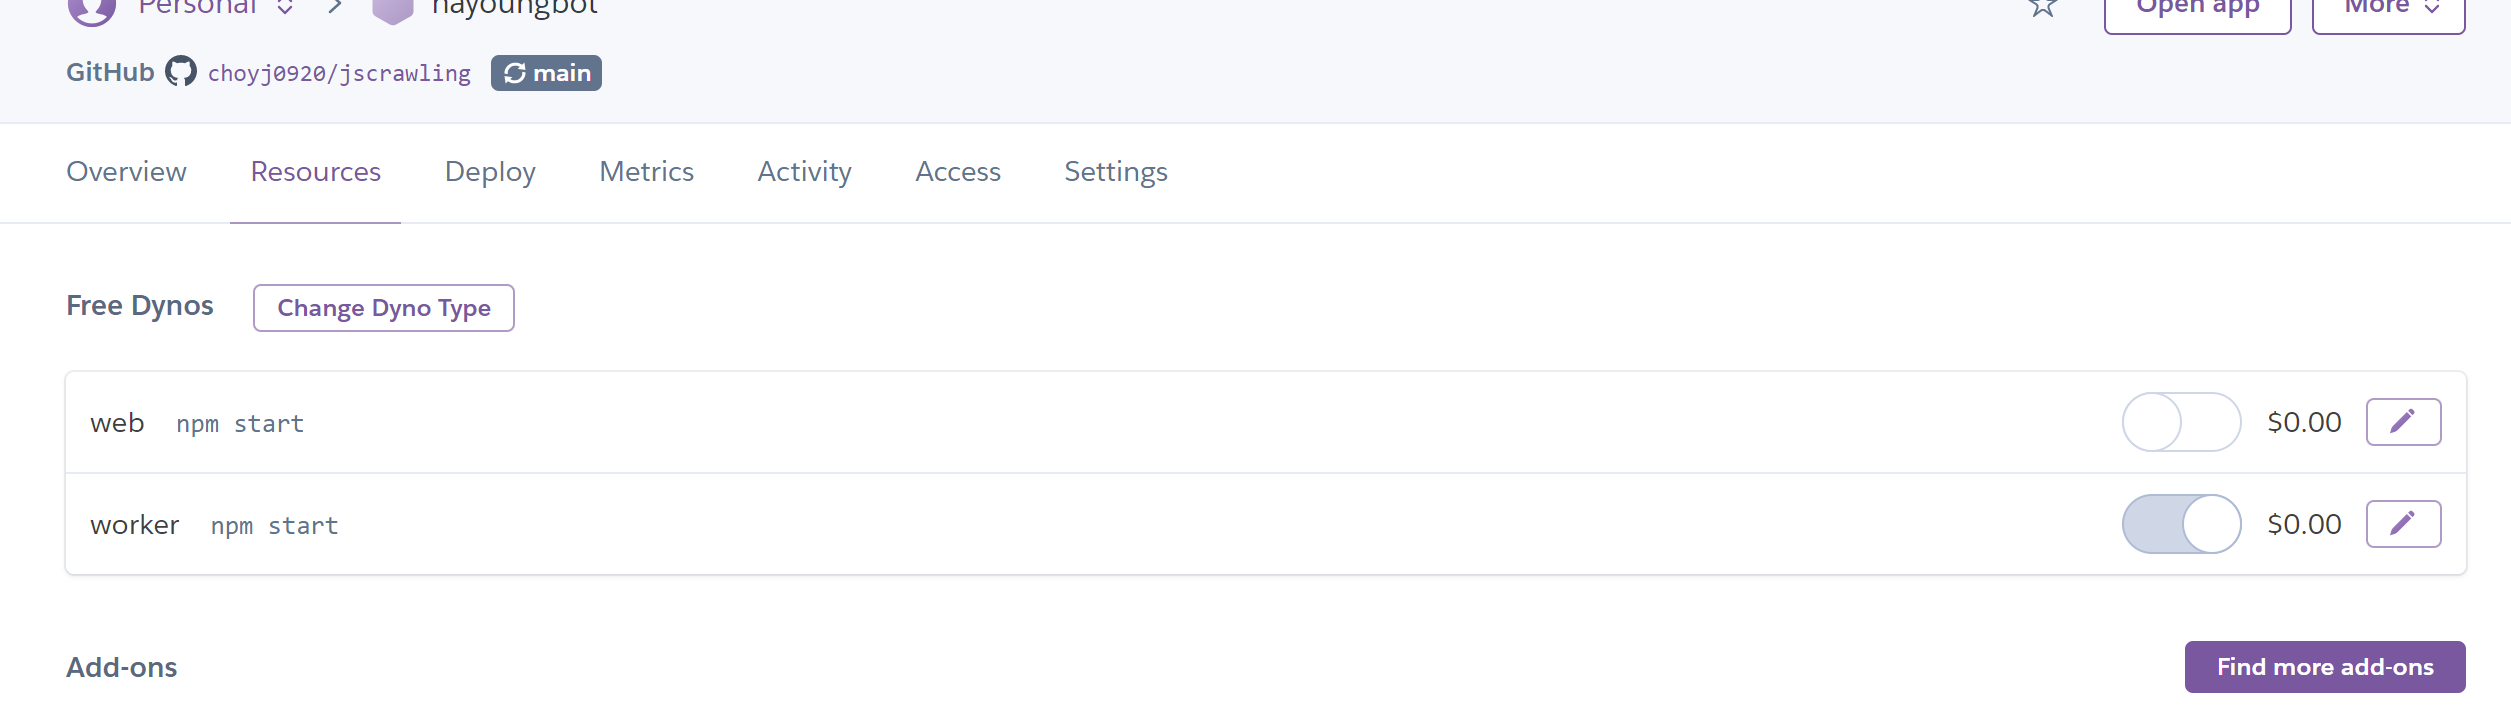 Personal nayoungbot Open app More
GitHub choyj0920/jscrawling main
Overview Resources Deploy Metrics Activity Access Settings
Free Dynos Change Dyno Type
web npm start $0.00
worker npm start $0.00
Add-ons Find more add-ons